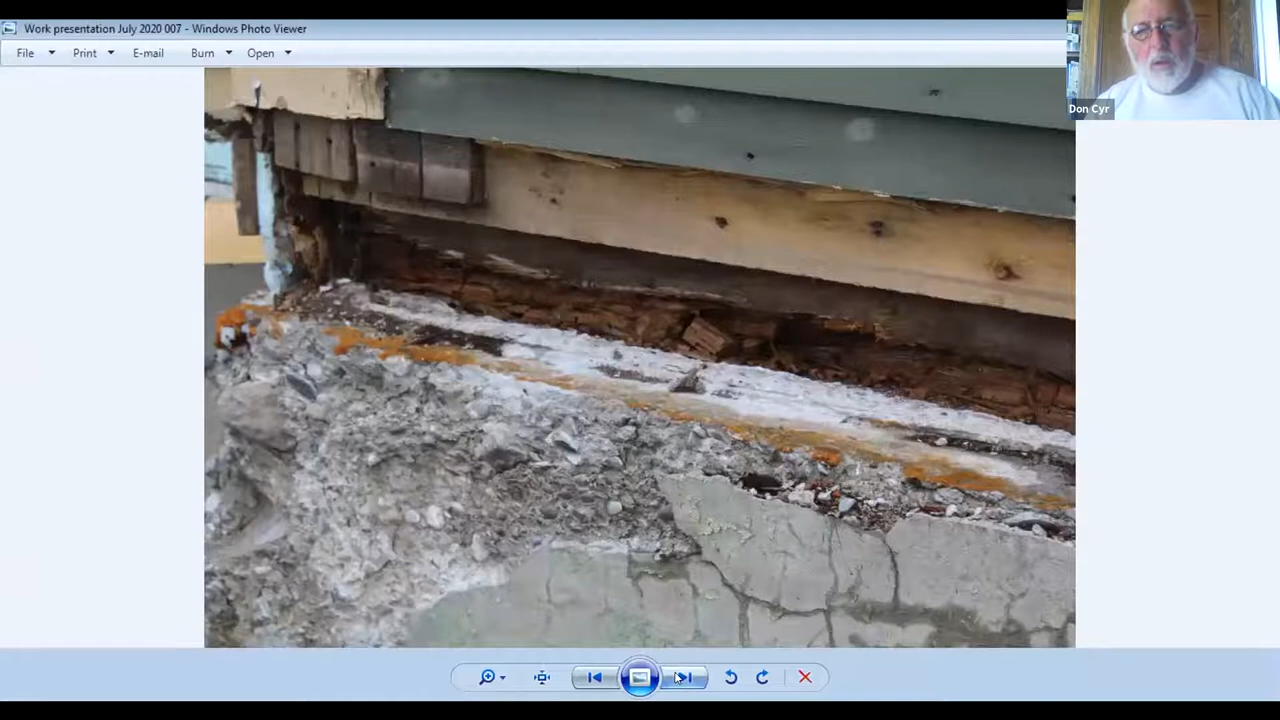 Work presentation July 2020 007 - Windows Photo Viewer
File Print E-mail Burn Open
Don Cyr